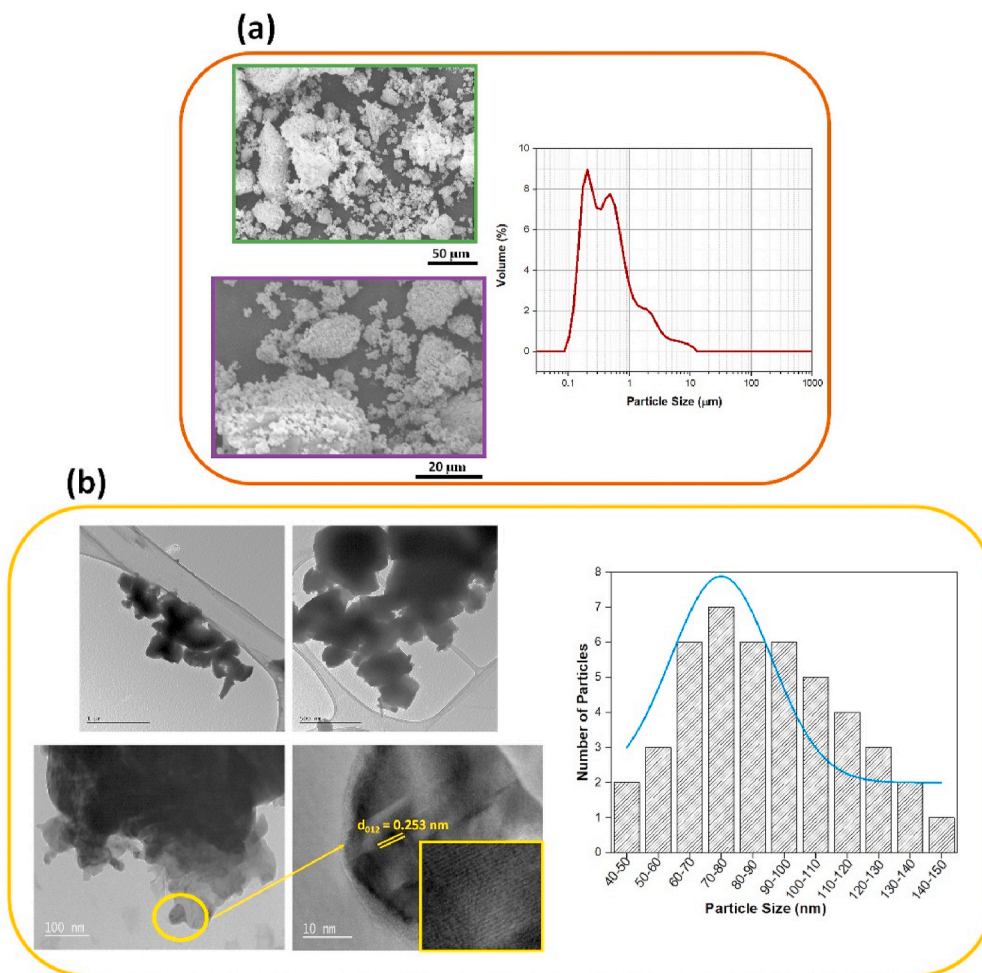 (a)
50 μm
20 μm
10
8
6
4
2
0
Volume (%)
0.1
1
10
100
1000
Particle Size (μm)
(b)
500 nm
d012 = 0.253 nm
100 nm
10 nm
8
7
6
5
4
3
2
1
0
Number of Particles
40-50
50-60
60-70
70-80
80-90
90-100
100-110
110-120
120-130
130-140
140-150
Particle Size (nm)